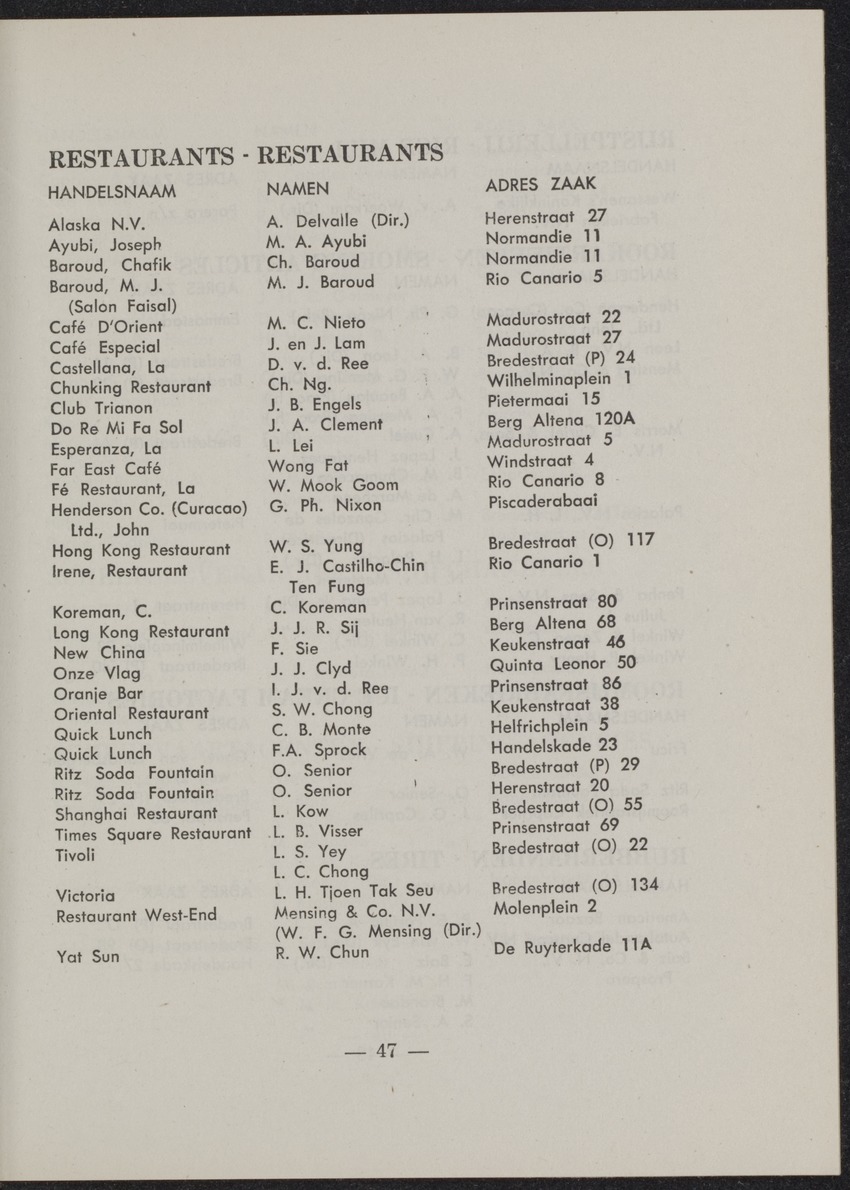 RESTAURANTS - RESTAURANTS
HANDELSNAAM NAMEN ADRES ZAAK
Alaska N.V. A. Delvalle (Dir.) Herenstraat 27
Ayubi, Joseph M. A. Ayubi Normandie 11
Baroud, Chafik Ch. Baroud Normandie 11
Baroud, M. J. M. J. Baroud Rio Canario 5
(Salon Faisal)
Café D'Orient M. C. Nieto Madurostraat 22
Café Especial J. en J. Lam Madurostraat 27
Castellana, La D. v. d. Ree Bredestraat (P) 24
Chunking Restaurant Ch. Ng. Wilhelminaplein 1
Club Trianon J. B. Engels Pietermaai 15
Do Re Mi Fa Sol J. A. Clement Berg Altena 120A
Esperanza, La L. Lei Madurostraat 5
Far East Café Wong Fat Windstraat 4
Fé Restaurant, La W. Mook Goom Rio Canario 8
Henderson Co. (Curacao) G. Ph. Nixon Piscaderabaai
Ltd., John
Hong Kong Restaurant W. S. Yung Bredestraat (O) 117
Irene, Restaurant E. J. Castilho-Chin Rio Canario 1
Ten Fung
Koreman, C. C. Koreman Prinsenstraat 80
Long Kong Restaurant J. J. R. Sij Berg Altena 68
New China F. Sie Keukenstraat 46
Onze Vlag J. J. Clyd Quinta Leonor 50
Oranje Bar I. J. v. d. Ree Prinsenstraat 86
Oriental Restaurant S. W. Chong Keukenstraat 38
Quick Lunch C. B. Monte Helfrichplein 5
Quick Lunch F.A. Sprock Handelskade 23
Ritz Soda Fountain O. Senior Bredestraat (P) 29
Ritz Soda Fountain O. Senior Herenstraat 20
Shanghai Restaurant L. Kow Bredestraat (O) 55
Times Square Restaurant L. B. Visser Prinsenstraat 69
Tivoli L. S. Yey Bredestraat (O) 22
L. C. Chong
Victoria L. H. Tjoen Tak Seu Bredestraat (O) 134
Restaurant West-End Mensing & Co. N.V. Molenplein 2
(W. F. G. Mensing (Dir.)
Yat Sun R. W. Chun De Ruyterkade 11A
— 47 —